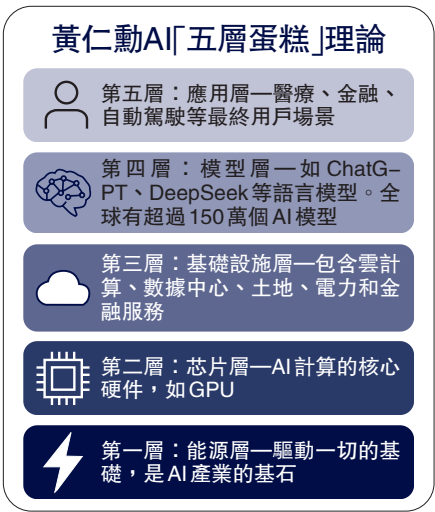 黃仁勳AI「五層蛋糕」理論
第五層：應用層—醫療、金融、
自動駕駛等最終用戶場景
第四層：模型層—如 ChatG-
PT、DeepSeek等語言模型。全
球有超過150萬個AI模型
第三層：基礎設施層—包含雲計
算、數據中心、土地、電力和金
融服務
第二層：芯片層—AI計算的核心
硬件，如GPU
第一層：能源層—驅動一切的基
礎，是AI產業的基石